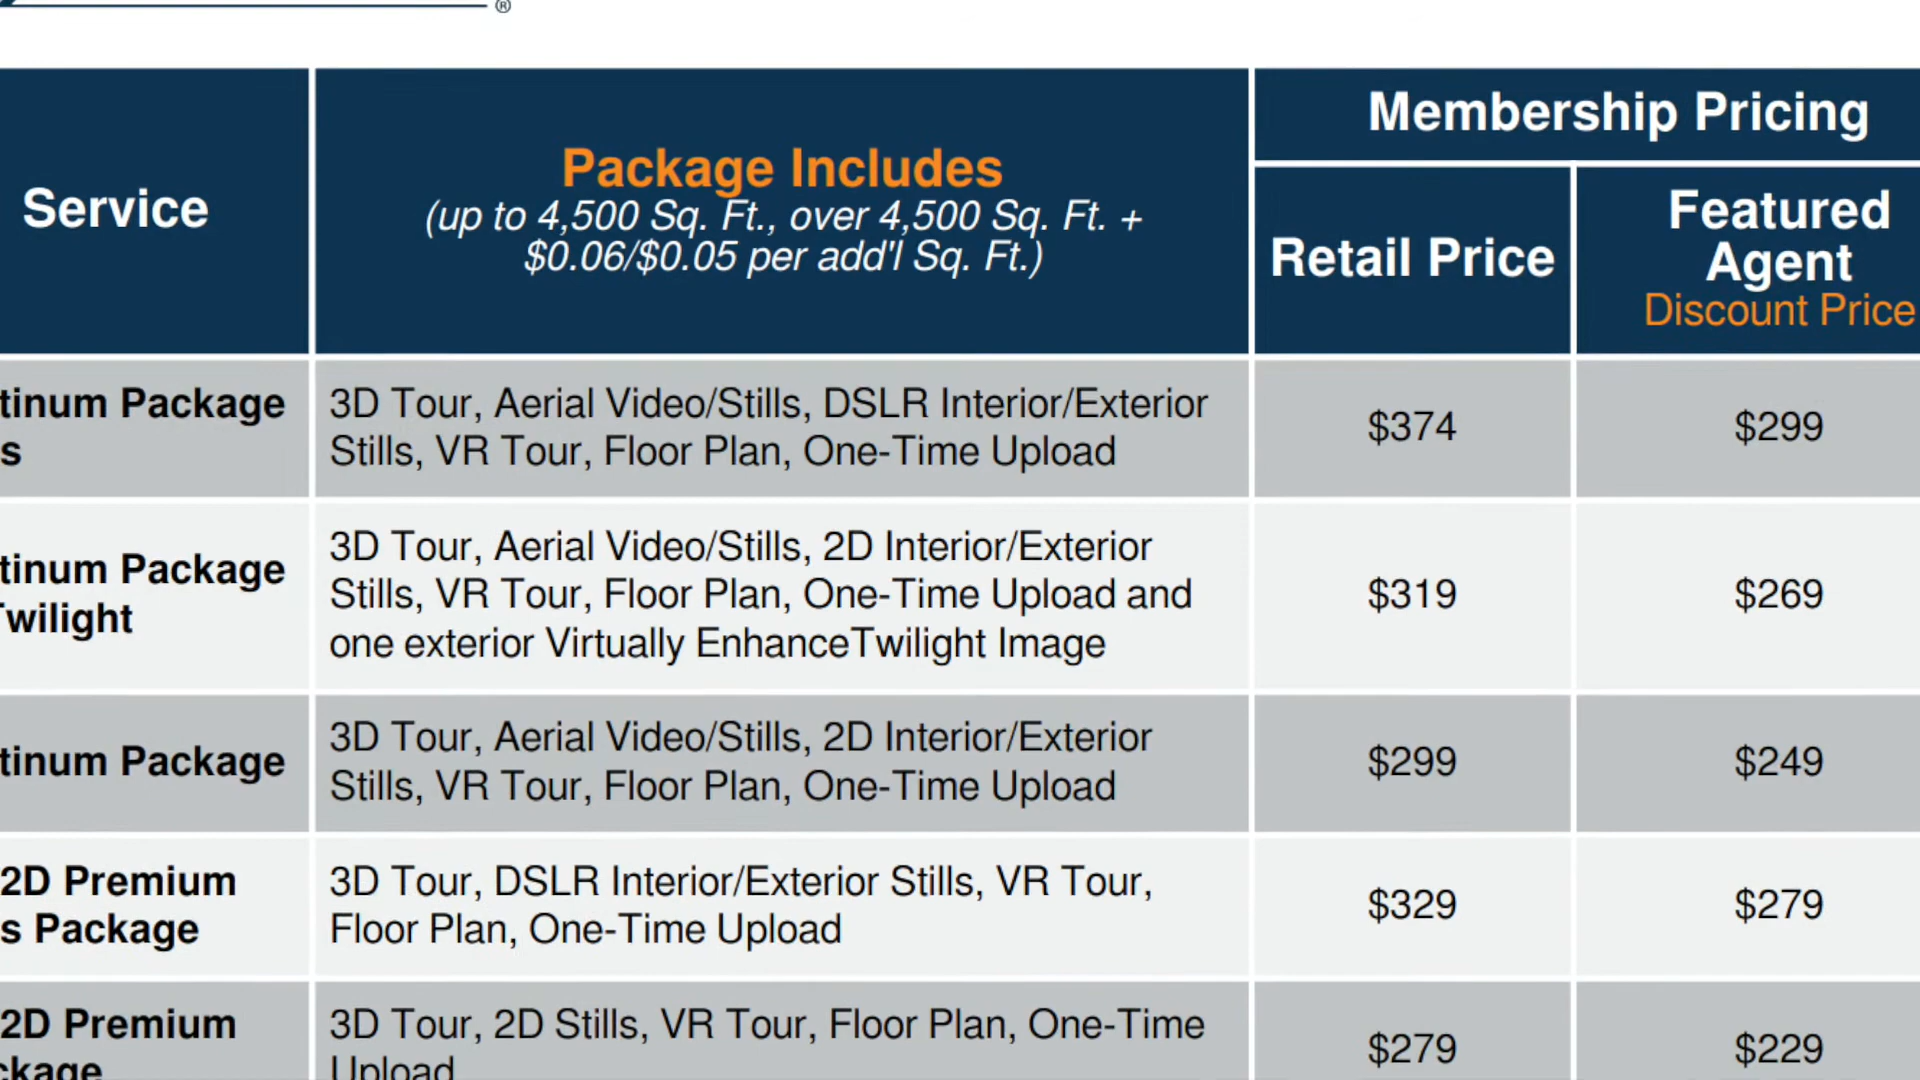 ®
Membership Pricing
Service
Package Includes
(up to 4,500 Sq. Ft., over 4,500 Sq. Ft. +
$0.06/$0.05 per add'l Sq. Ft.)
Retail Price
Featured
Agent
Discount Price
tinum Package
s
3D Tour, Aerial Video/Stills, DSLR Interior/Exterior
Stills, VR Tour, Floor Plan, One-Time Upload
$374
$299
tinum Package
Twilight
3D Tour, Aerial Video/Stills, 2D Interior/Exterior
Stills, VR Tour, Floor Plan, One-Time Upload and
one exterior Virtually EnhanceTwilight Image
$319
$269
tinum Package
3D Tour, Aerial Video/Stills, 2D Interior/Exterior
Stills, VR Tour, Floor Plan, One-Time Upload
$299
$249
2D Premium
s Package
3D Tour, DSLR Interior/Exterior Stills, VR Tour,
Floor Plan, One-Time Upload
$329
$279
2D Premium
ckage
3D Tour, 2D Stills, VR Tour, Floor Plan, One-Time
Upload
$279
$229